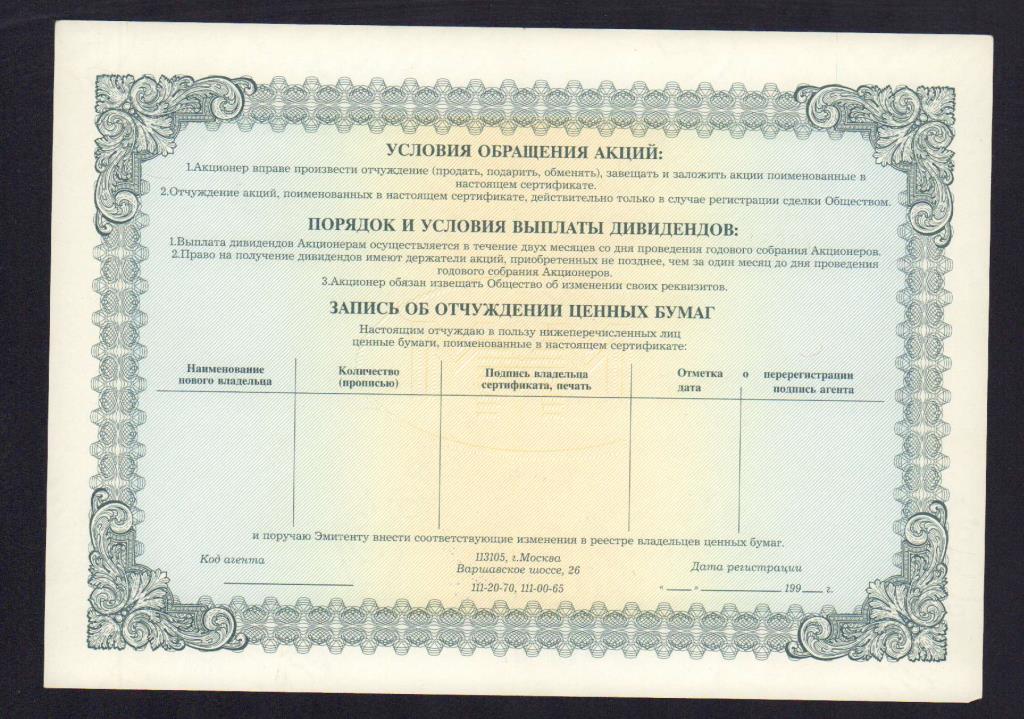 УСЛОВИЯ ОБРАЩЕНИЯ АКЦИЙ:
1.Акционер вправе произвести отчуждение (продать, подарить, обменять), завещать и заложить акции поименованные в
настоящем сертификате.
2.Отчуждение акций, поименованных в настоящем сертификате, действительно только в случае регистрации сделки Обществом.
ПОРЯДОК И УСЛОВИЯ ВЫПЛАТЫ ДИВИДЕНДОВ:
1.Выплата дивидендов Акционерам осуществляется в течение двух месяцев со дня проведения годового собрания Акционеров.
2.Право на получение дивидендов имеют держатели акций, приобретенных не позднее, чем за один месяц до дня проведения
годового собрания Акционеров.
3.Акционер обязан извещать Общество об изменении своих реквизитов.
ЗАПИСЬ ОБ ОТЧУЖДЕНИИ ЦЕННЫХ БУМАГ
Настоящим отчуждаю в пользу нижеперечисленных лиц
ценные бумаги, поименованные в настоящем сертификате:
Наименование
нового владельца
Количество
(прописью)
Подпись владельца
сертификата, печать
Отметка о перерегистрации
дата подпись агента
и поручаю Эмитенту внести соответствующие изменения в реестре владельцев ценных бумаг.
Код агента
113105, г.Москва
Варшавское шоссе, 26
111-20-70, 111-00-65
Дата регистрации
"___" __________ 199___ г.